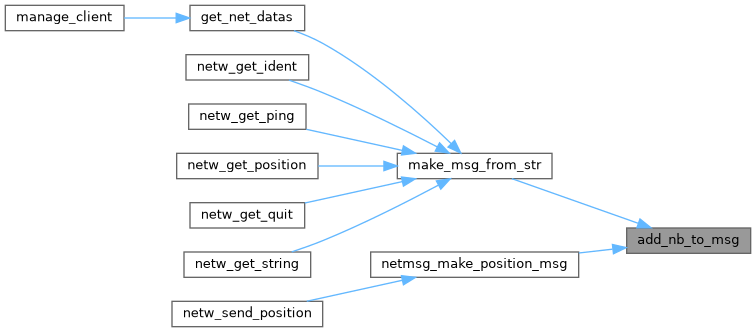 manage_client
get_net_datas
netw_get_ident
netw_get_ping
netw_get_position
make_msg_from_str
netw_get_quit
add_nb_to_msg
netw_get_string
netmsg_make_position_msg
netw_send_position